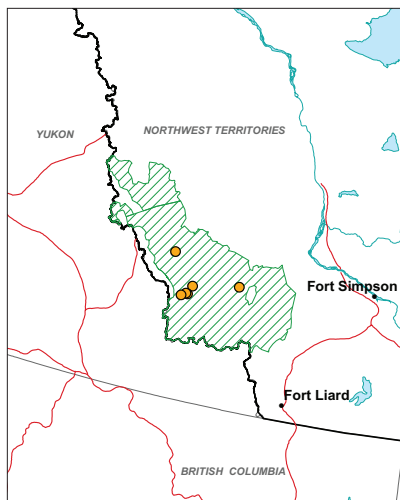 YUKON
NORTHWEST TERRITORIES
Fort Simpson
Fort Liard
BRITISH COLUMBIA